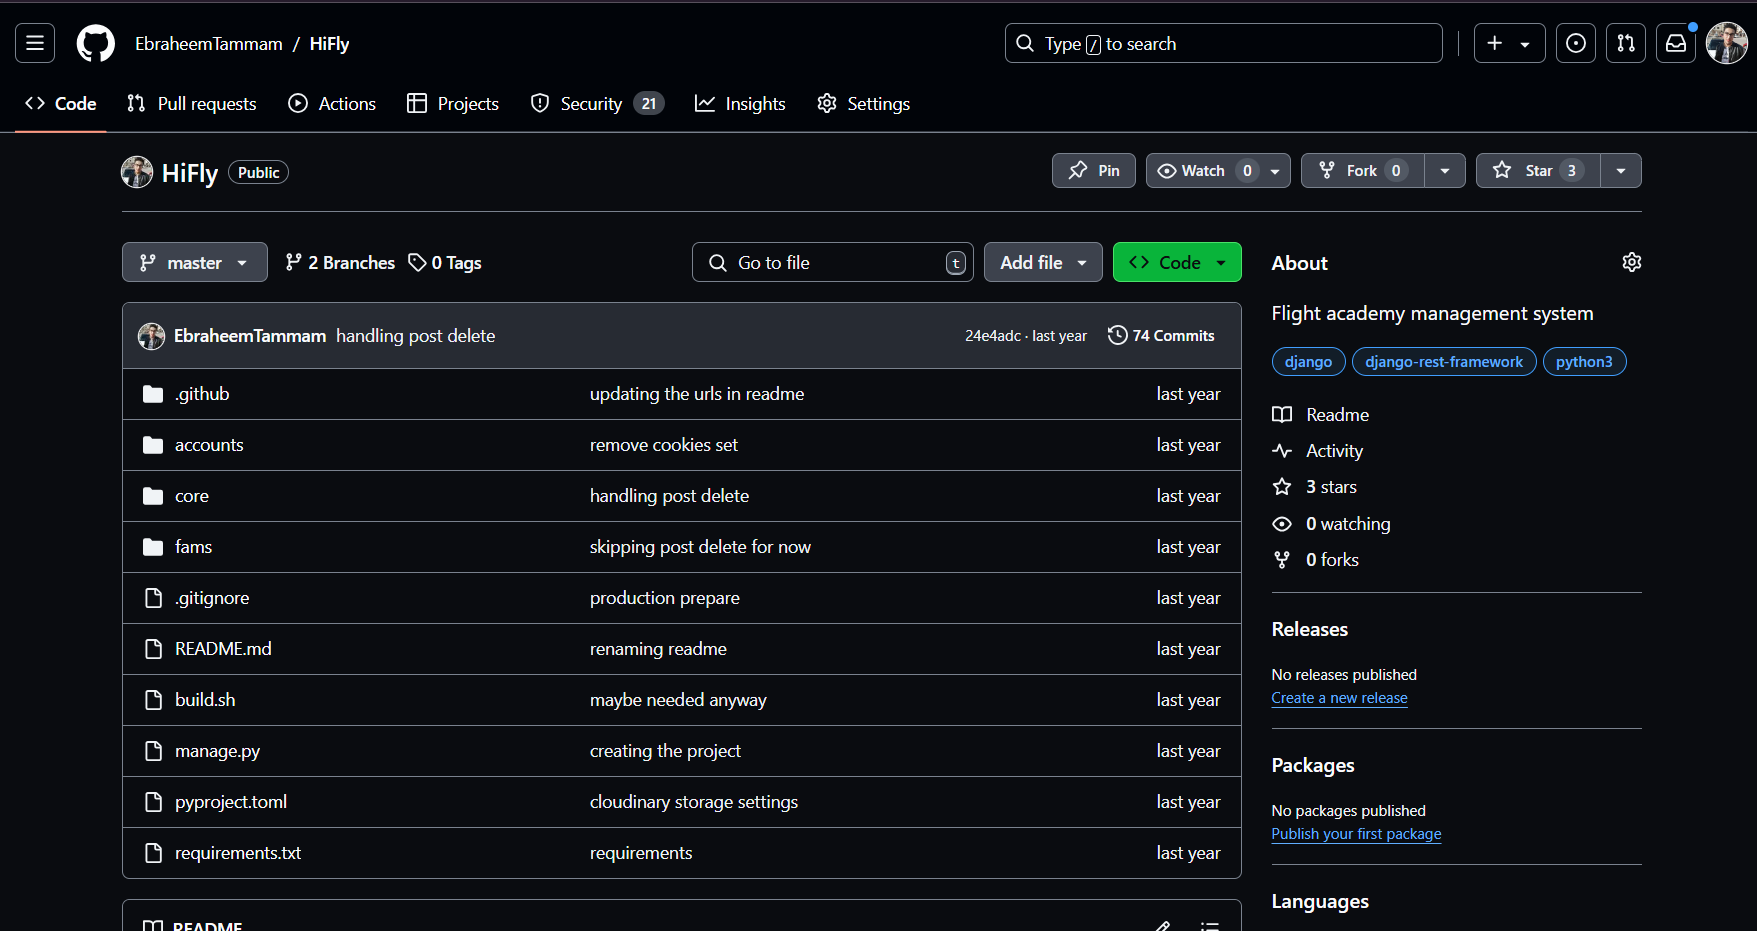 EbraheemTammam / HiFly
Type / to search
Code Pull requests Actions Projects Security 21 Insights Settings
HiFly Public
Pin Watch 0 Fork 0 Star 3
master 2 Branches 0 Tags Go to file t Add file Code
EbraheemTammam handling post delete 24e4adc · last year 74 Commits
.github updating the urls in readme last year
accounts remove cookies set last year
core handling post delete last year
fams skipping post delete for now last year
.gitignore production prepare last year
README.md renaming readme last year
build.sh maybe needed anyway last year
manage.py creating the project last year
pyproject.toml cloudinary storage settings last year
requirements.txt requirements last year
README
About
Flight academy management system
django django-rest-framework python3
Readme
Activity
3 stars
0 watching
0 forks
Releases
No releases published
Create a new release
Packages
No packages published
Publish your first package
Languages